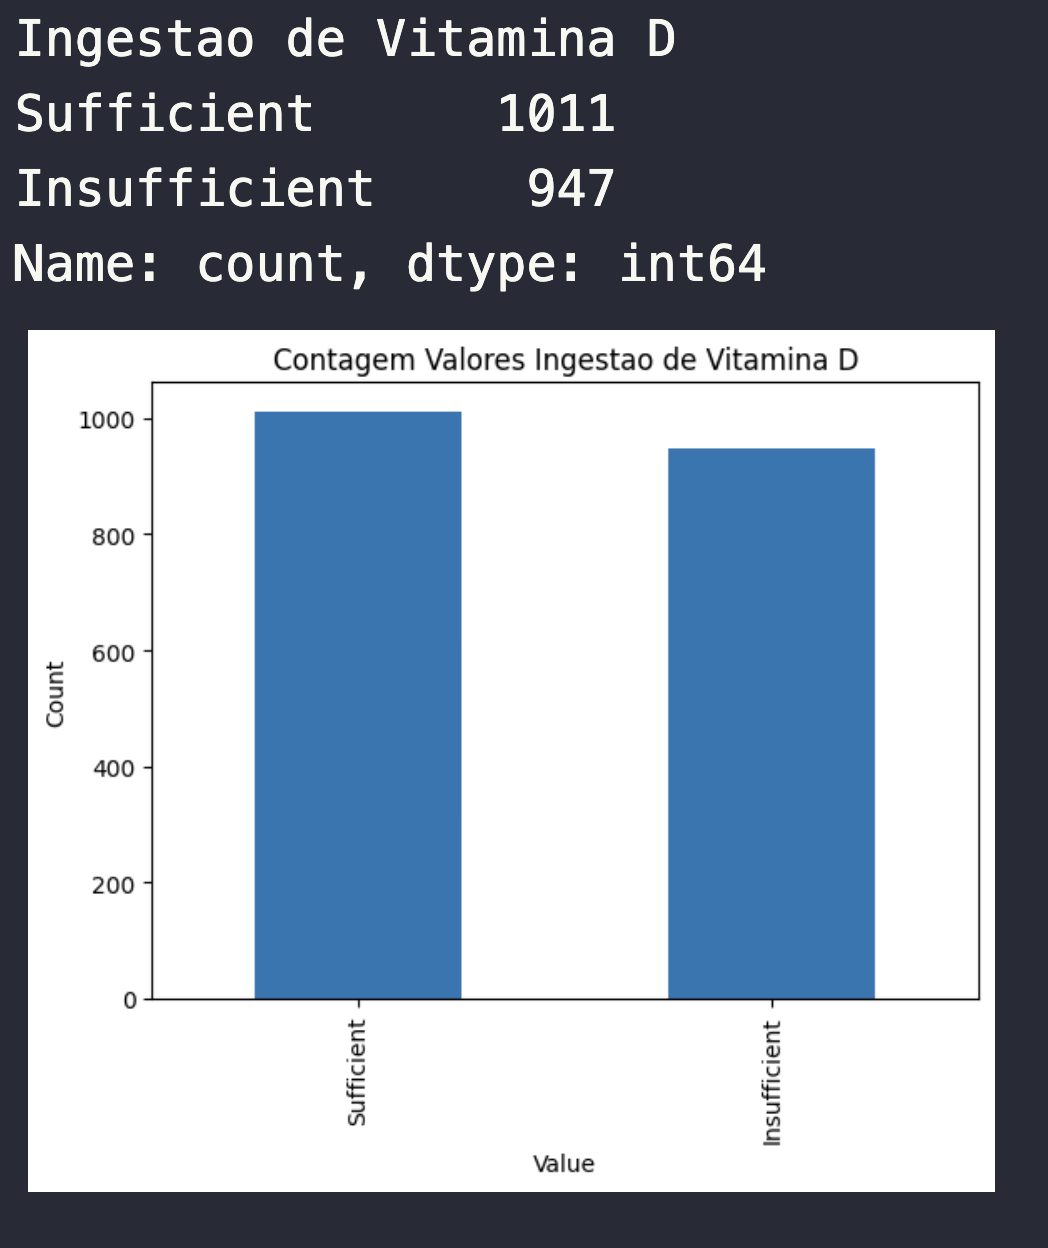 Ingestao de Vitamina D
Sufficient 1011
Insufficient 947
Name: count, dtype: int64
Contagem Valores Ingestao de Vitamina D
1000
800
600
400
200
0
Count
Sufficient
Insufficient
Value